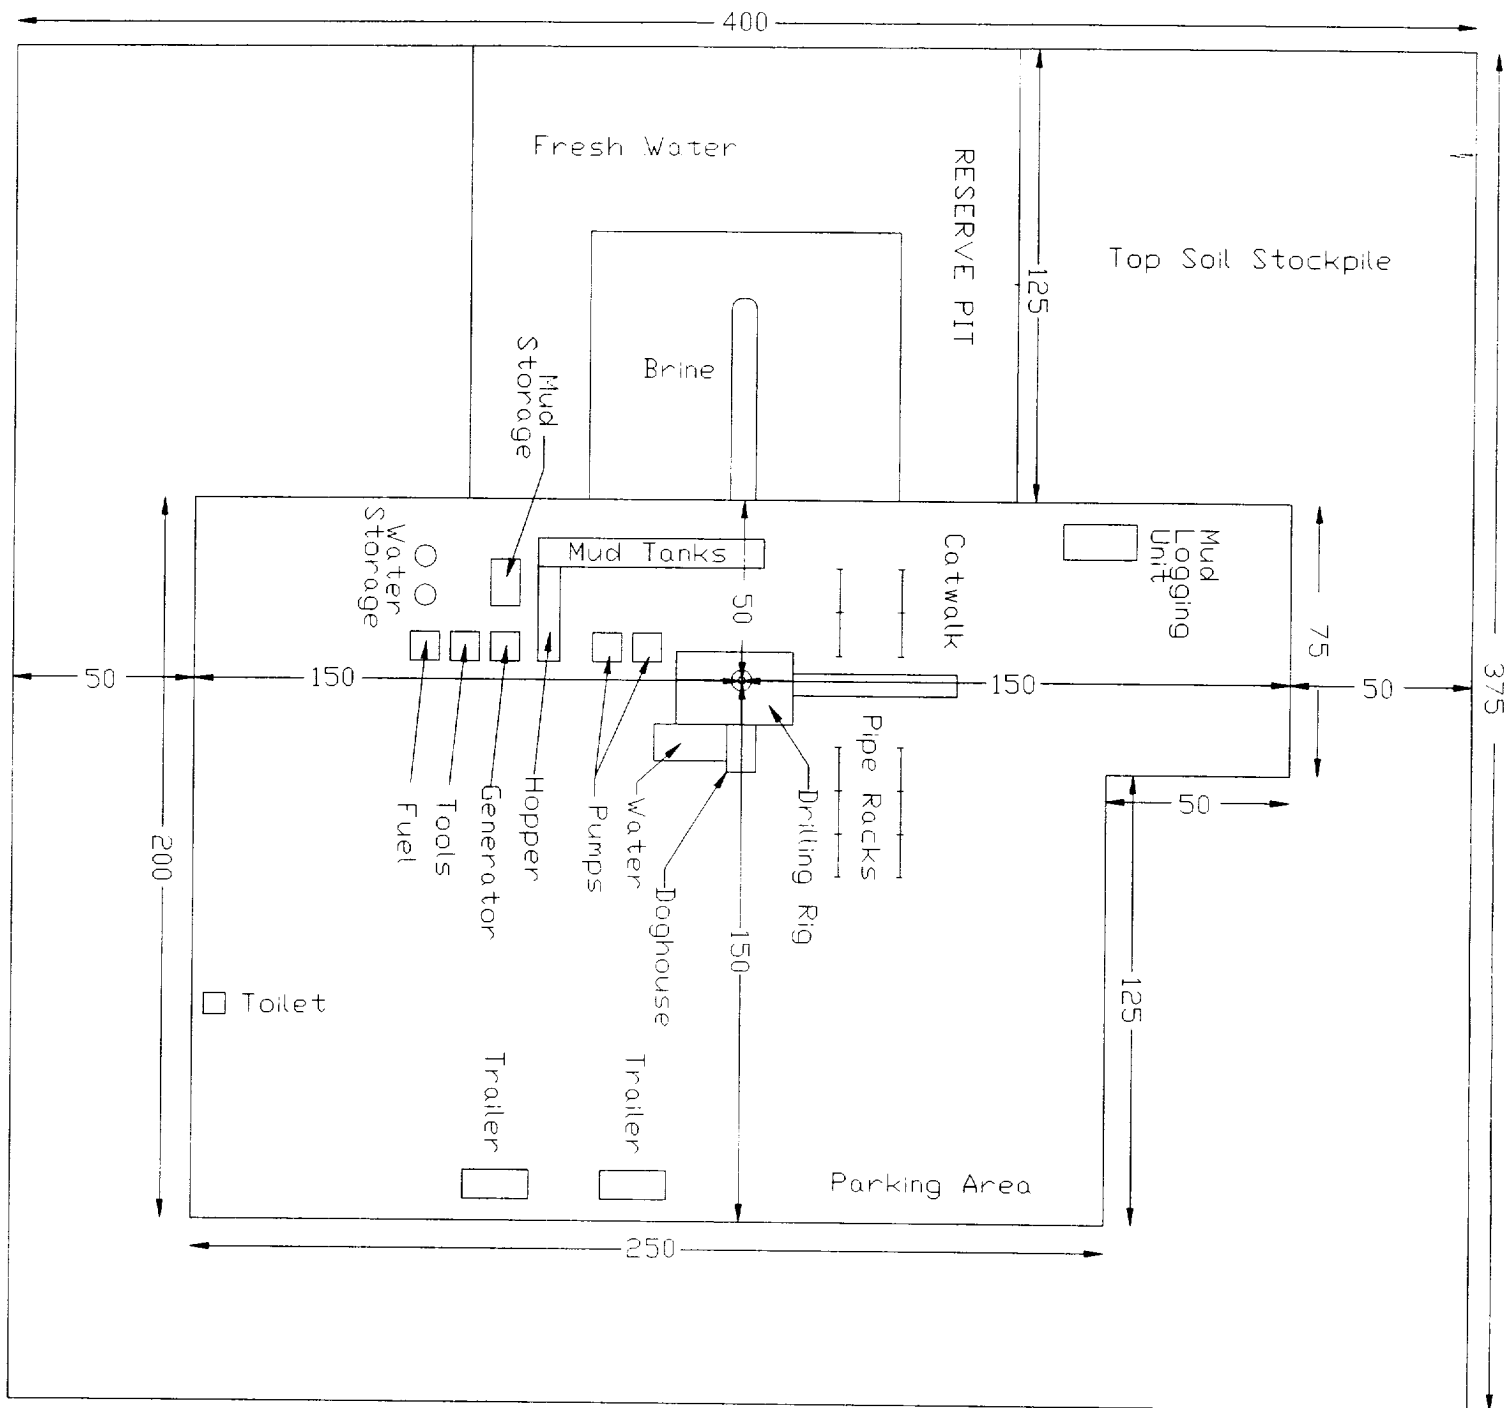 400
Fresh Water
RESERVE PIT
125
Top Soil Stockpile
Brine
Mud
Storage
Water
Storage
Mud Tanks
50
Catwalk
Mud
Logging
Unit
75
375
50
150
150
50
50
Pipe Racks
Drilling Rig
Doghouse
Water
Pumps
Hopper
Generator
Tools
Fuel
200
150
125
Toilet
Trailer
Trailer
Parking Area
250